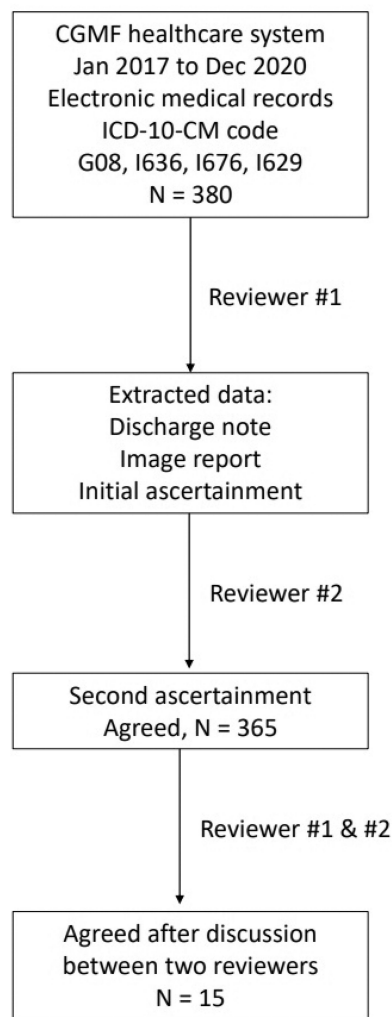 CGMF healthcare system
Jan 2017 to Dec 2020
Electronic medical records
ICD-10-CM code
G08, I636, I676, I629
N = 380
Reviewer #1
Extracted data:
Discharge note
Image report
Initial ascertainment
Reviewer #2
Second ascertainment
Agreed, N = 365
Reviewer #1 & #2
Agreed after discussion
between two reviewers
N = 15